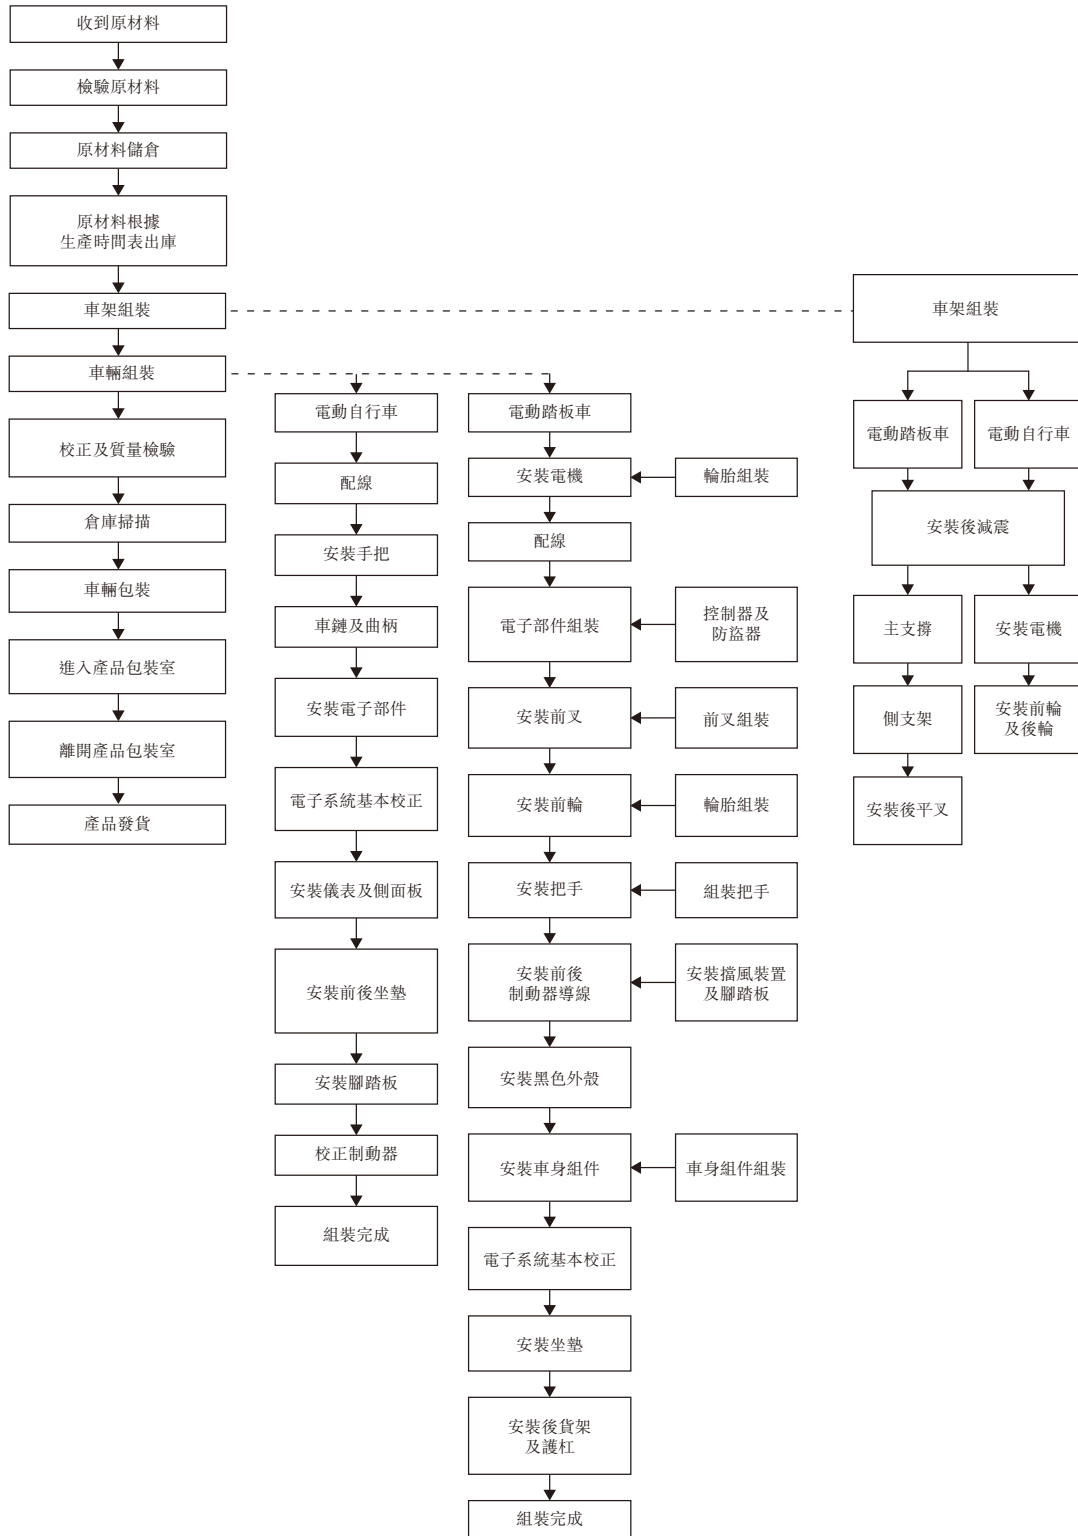 收到原材料
檢驗原材料
原材料儲倉
原材料根據
生產時間表出庫
車架組裝
車輛組裝
校正及質量檢驗
倉庫掃描
車輛包裝
進入產品包裝室
離開產品包裝室
產品發貨
電動自行車
配線
安裝手把
車鏈及曲柄
安裝電子部件
電子系統基本校正
安裝儀表及側面板
安裝前後坐墊
安裝腳踏板
校正制動器
組裝完成
電動踏板車
安裝電機
配線
電子部件組裝
安裝前叉
安裝前輪
安裝把手
安裝前後
制動器導線
安裝黑色外殼
安裝車身組件
電子系統基本校正
安裝坐墊
安裝後貨架
及護杠
組裝完成
輪胎組裝
控制器及
防盜器
前叉組裝
輪胎組裝
組裝把手
安裝擋風裝置
及腳踏板
車身組件組裝
車架組裝
電動踏板車
電動自行車
安裝後減震
主支撐
側支架
安裝後平叉
安裝電機
安裝前輪
及後輪